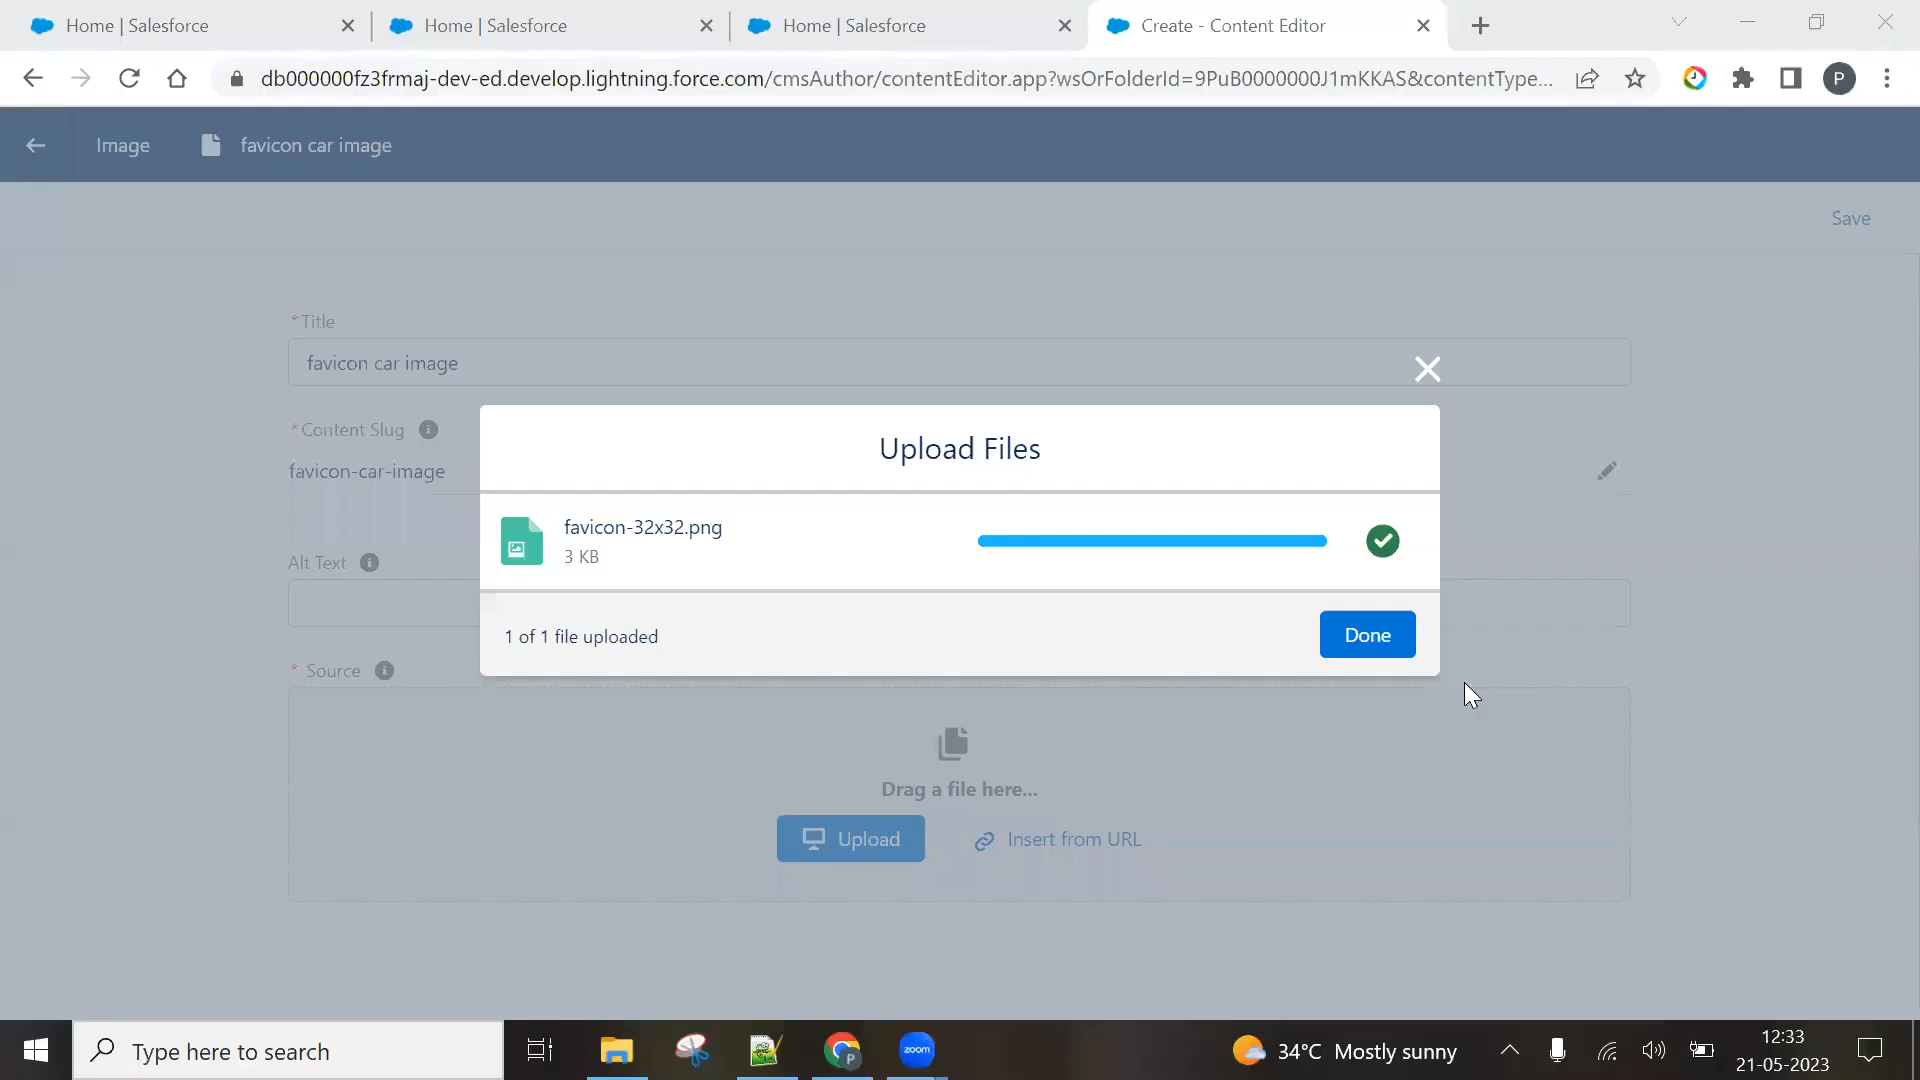 Home | Salesforce
Home | Salesforce
Home | Salesforce
Create - Content Editor
db000000fz3frmaj-dev-ed.develop.lightning.force.com/cmsAuthor/contentEditor.app?wsOrFolderId=9PuB0000000J1mKKAS&contentType...
P
Image
favicon car image
Save
* Title
favicon car image
* Content Slug
favicon-car-image
Alt Text
* Source
Upload Files
favicon-32x32.png
3 KB
1 of 1 file uploaded
Done
Drag a file here...
Upload
Insert from URL
Type here to search
P
zoom
34°C Mostly sunny
12:33
21-05-2023